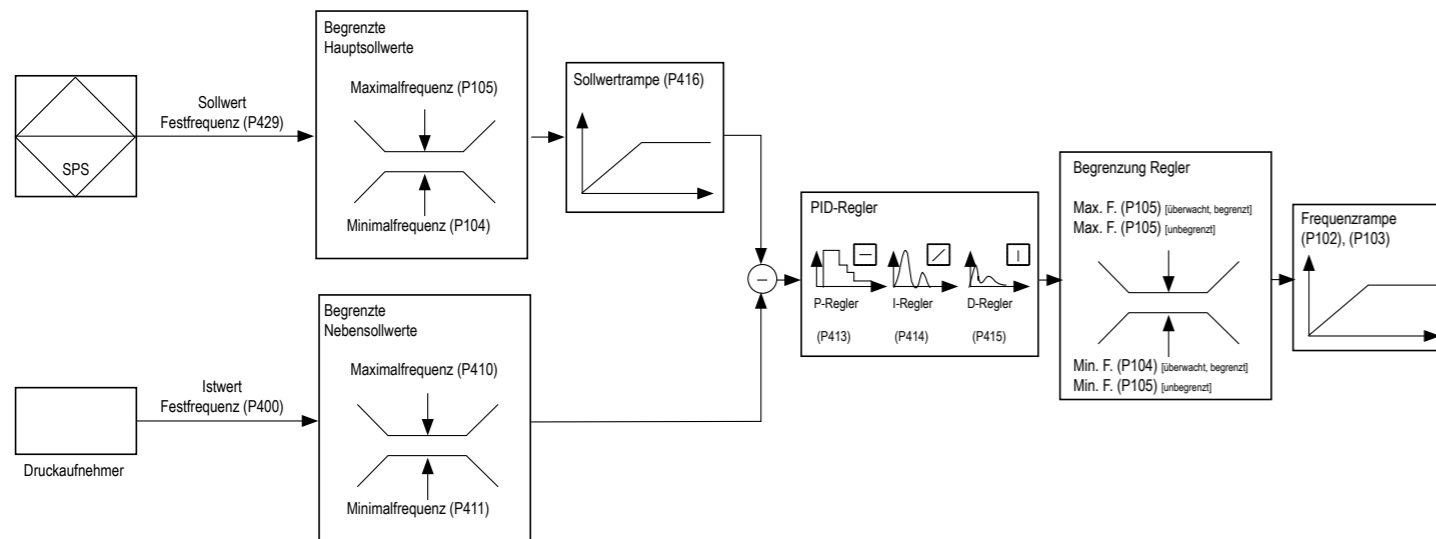 SPS
Sollwert
Festfrequenz (P429)
Begrenzte
Hauptsollwerte
Maximalfrequenz (P105)
Minimalfrequenz (P104)
Sollwertrampe (P416)
Druckaufnehmer
Istwert
Festfrequenz (P400)
Begrenzte
Nebensollwerte
Maximalfrequenz (P410)
Minimalfrequenz (P411)
PID-Regler
P-Regler
(P413)
I-Regler
(P414)
D-Regler
(P415)
Begrenzung Regler
Max. F. (P105) [überwacht, begrenzt]
Max. F. (P105) [unbegrenzt]
Min. F. (P104) [überwacht, begrenzt]
Min. F. (P105) [unbegrenzt]
Frequenzrampe
(P102), (P103)